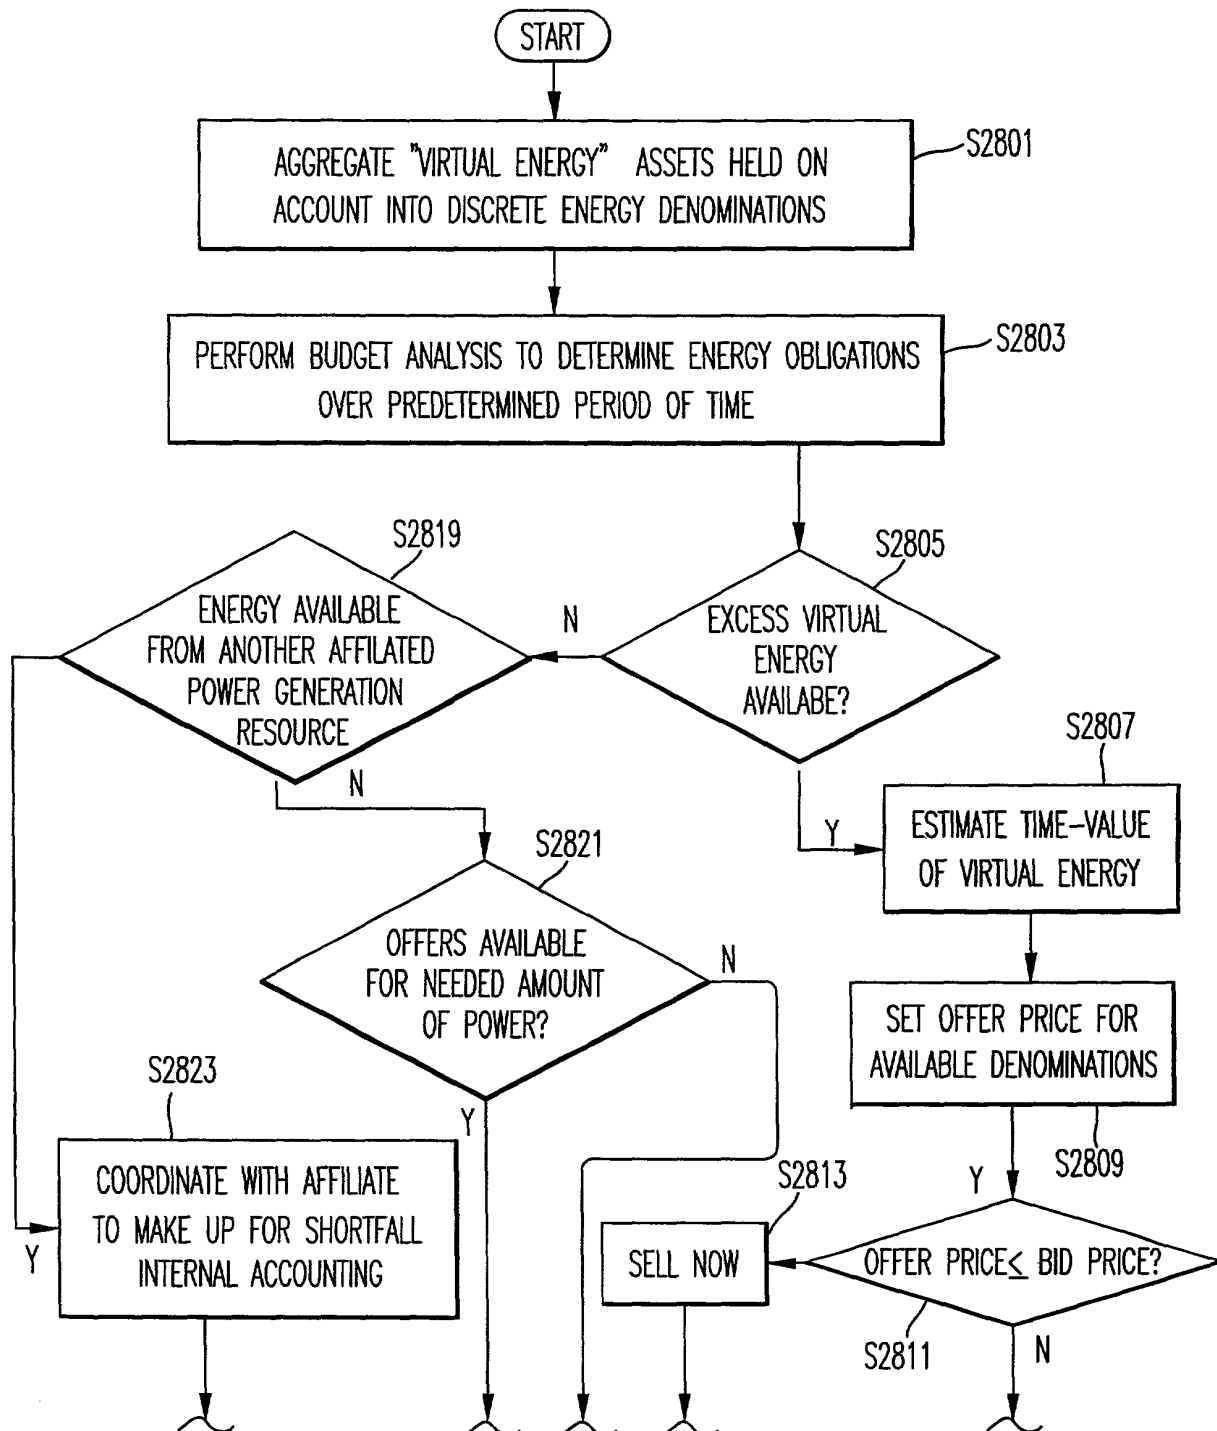 START
AGGREGATE "VIRTUAL ENERGY" ASSETS HELD ON
ACCOUNT INTO DISCRETE ENERGY DENOMINATIONS
S2801
PERFORM BUDGET ANALYSIS TO DETERMINE ENERGY OBLIGATIONS
OVER PREDETERMINED PERIOD OF TIME
S2803
S2819
ENERGY AVAILABLE
FROM ANOTHER AFFILATED
POWER GENERATION
RESOURCE
N
S2805
EXCESS VIRTUAL
ENERGY
AVAILABE?
N
Y
S2807
ESTIMATE TIME-VALUE
OF VIRTUAL ENERGY
S2821
OFFERS AVAILABLE
FOR NEEDED AMOUNT
OF POWER?
N
Y
SET OFFER PRICE FOR
AVAILABLE DENOMINATIONS
S2809
S2823
COORDINATE WITH AFFILIATE
TO MAKE UP FOR SHORTFALL
INTERNAL ACCOUNTING
Y
S2813
SELL NOW
Y
OFFER PRICE≤ BID PRICE?
S2811
N